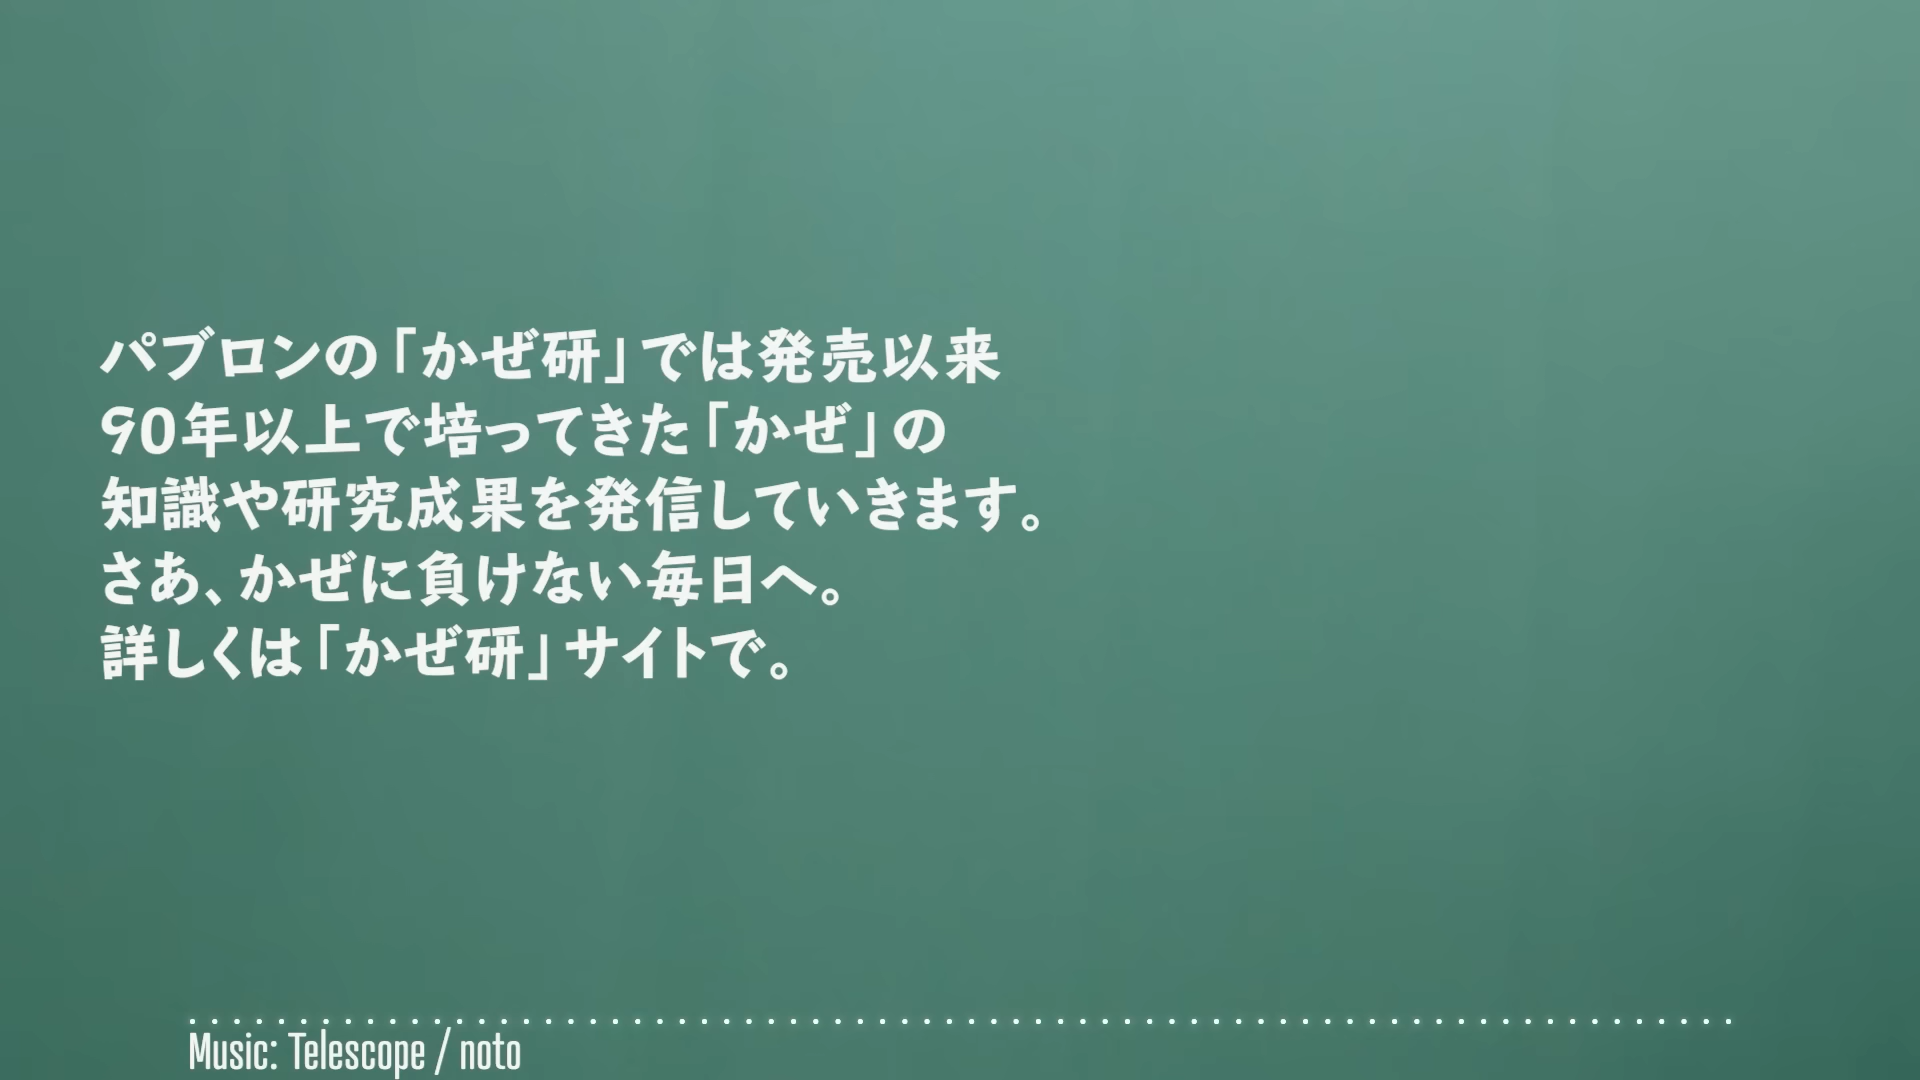 パブロンの「かぜ研」では発売以来
90年以上で培ってきた「かぜ」の
知識や研究成果を発信していきます。
さあ、かぜに負けない毎日へ。
詳しくは「かぜ研」サイトで。
Music: Telescope / noto